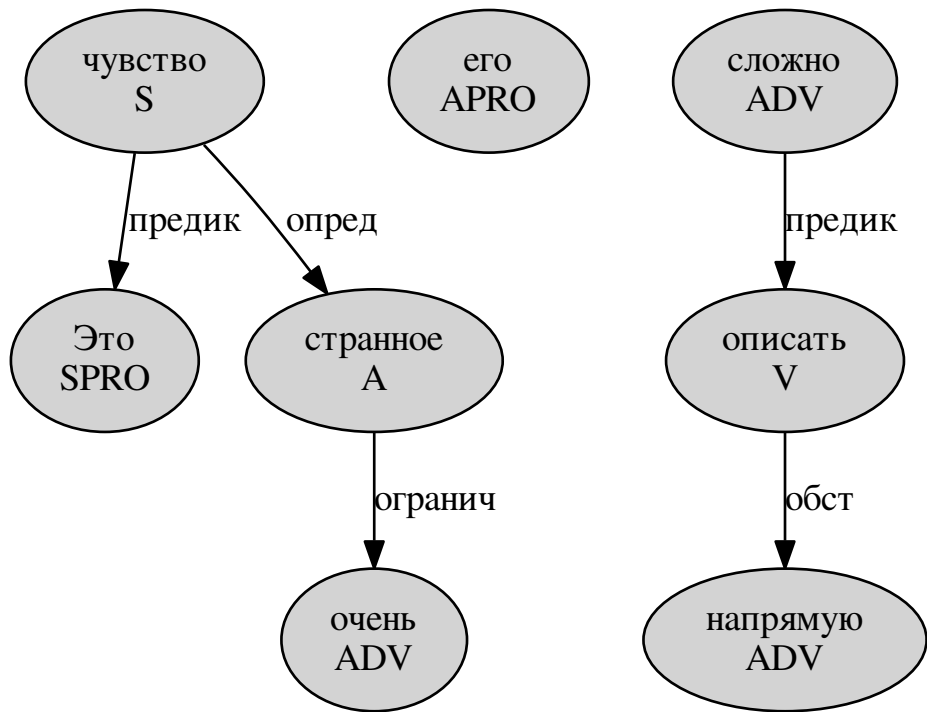 чувство
S
его
APRO
сложно
ADV
предик
опред
предик
Это
SPRO
странное
A
описать
V
огранич
обст
очень
ADV
напрямую
ADV